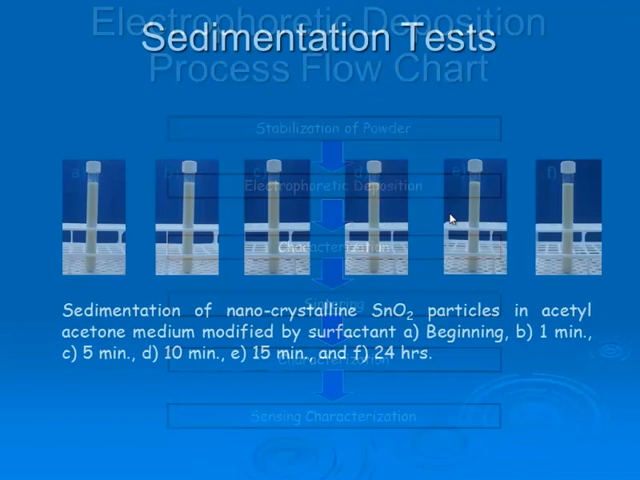 Electrophoretic Deposition
Sedimentation Tests
Process Flow Chart
Stabilization of Powder
a) b) c) d) e) f)
Electrophoretic Deposition
Characterization
Sedimentation of nano-crystalline SnO₂ particles in acetyl
Sintering
acetone medium modified by surfactant a) Beginning, b) 1 min.,
c) 5 min., d) 10 min., e) 15 min., and f) 24 hrs.
Characterization
Sensing Characterization